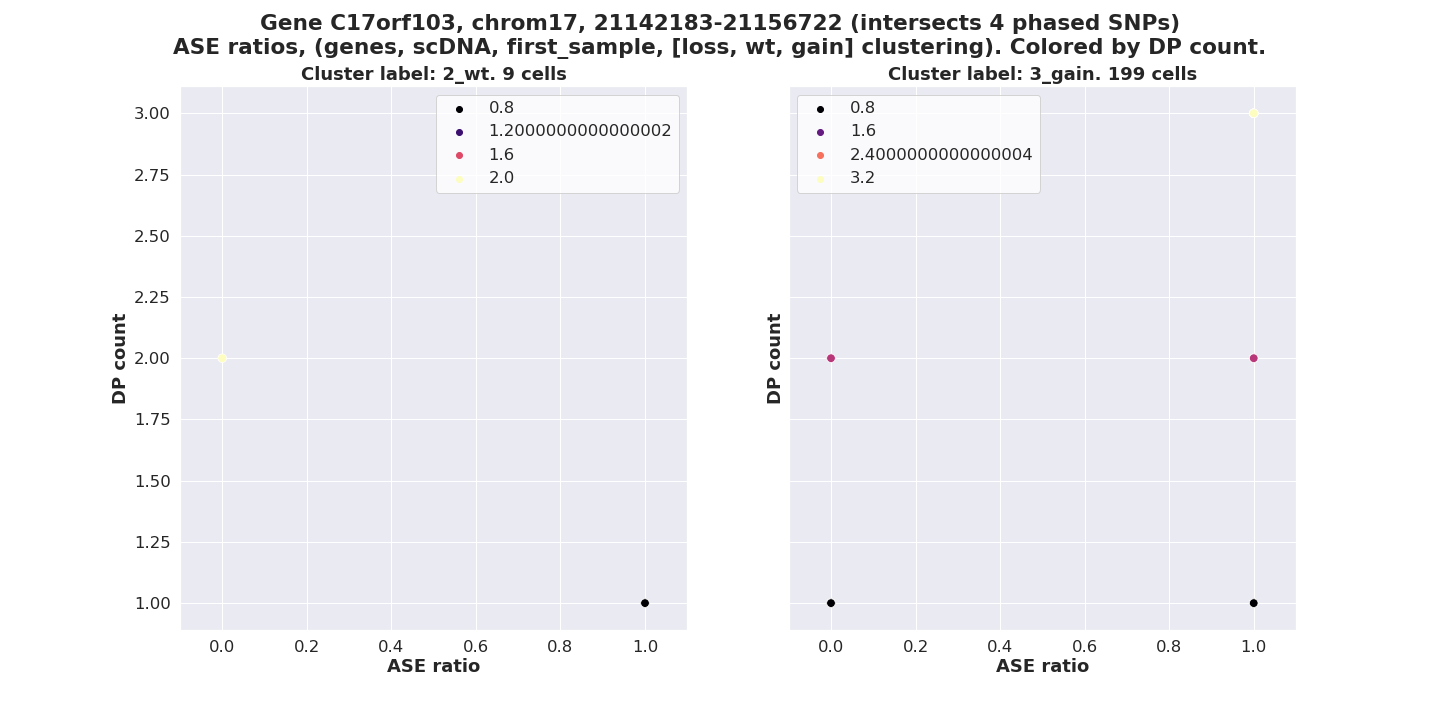 Gene C17orf103, chrom17, 21142183-21156722 (intersects 4 phased SNPs)
ASE ratios, (genes, scDNA, first_sample, [loss, wt, gain] clustering). Colored by DP count.
Cluster label: 2_wt. 9 cells
0.8
1.2000000000000002
1.6
2.0
3.00
2.75
2.50
2.25
2.00
1.75
1.50
1.25
1.00
DP count
0.0 0.2 0.4 0.6 0.8 1.0
ASE ratio
Cluster label: 3_gain. 199 cells
0.8
1.6
2.4000000000000004
3.2
DP count
0.0 0.2 0.4 0.6 0.8 1.0
ASE ratio